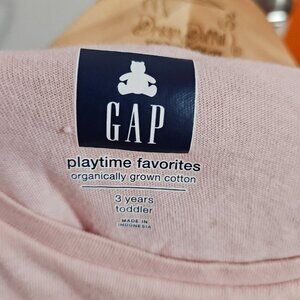 GAP
playtime favorites
organically grown cotton
3 years
toddler
MADE IN
INDONESIA